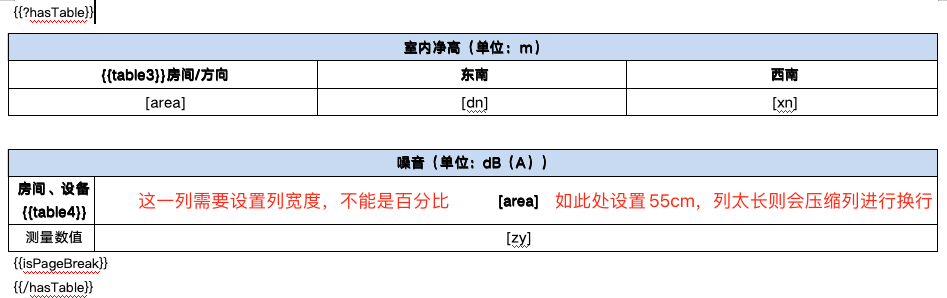 {{?hasTable}}
室内净高（单位：m）
{{table3}}房间/方向 东南 西南
[area] [dn] [xn]
噪音（单位：dB（A））
房间、设备
{{table4}}
这一列需要设置列宽度，不能是百分比 [area] 如此处设置 55cm，列太长则会压缩列进行换行
测量数值 [zy]
{{isPageBreak}}
{{/hasTable}}